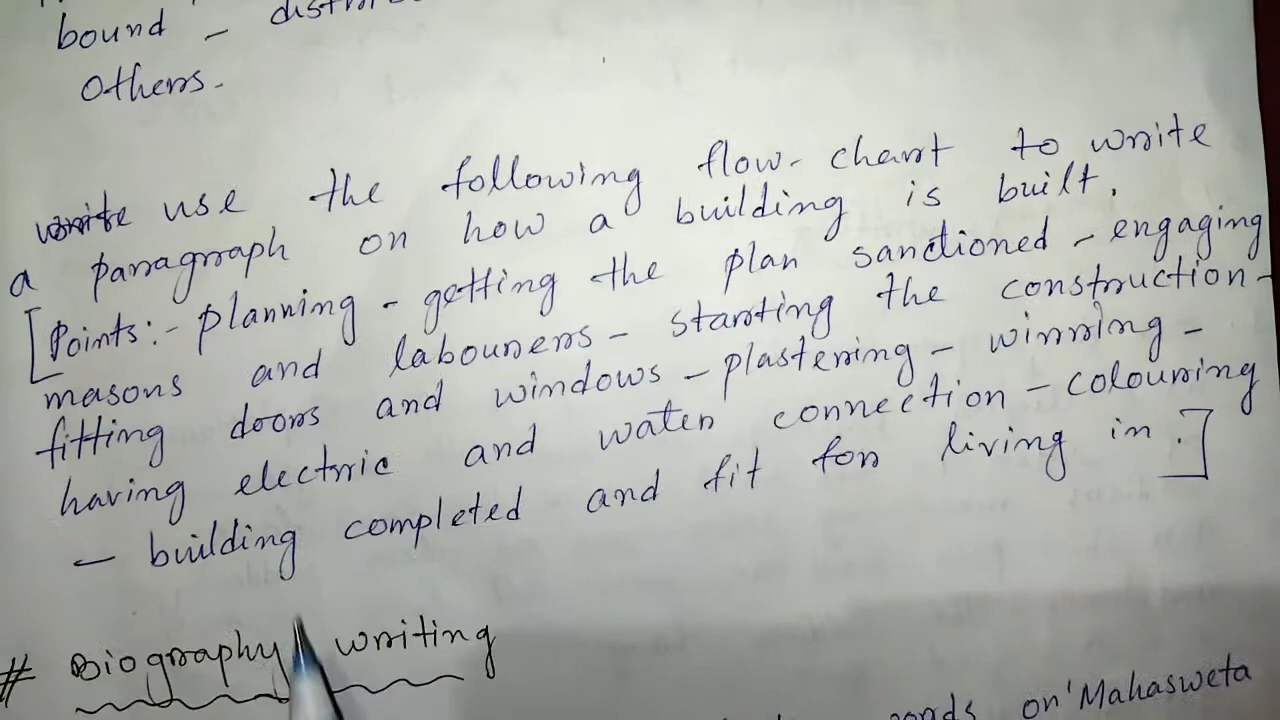 bound -
others.
write use the following flow-chart to write
a paragraph on how a building is built.
[Points:- planning - getting the plan sanctioned - engaging
masons and labourers - starting the construction -
fitting doors and windows - plastering - wirring -
having electric and water connection - colouring
- building completed and fit for living in.]
# Biography writing
on 'Mahasweta